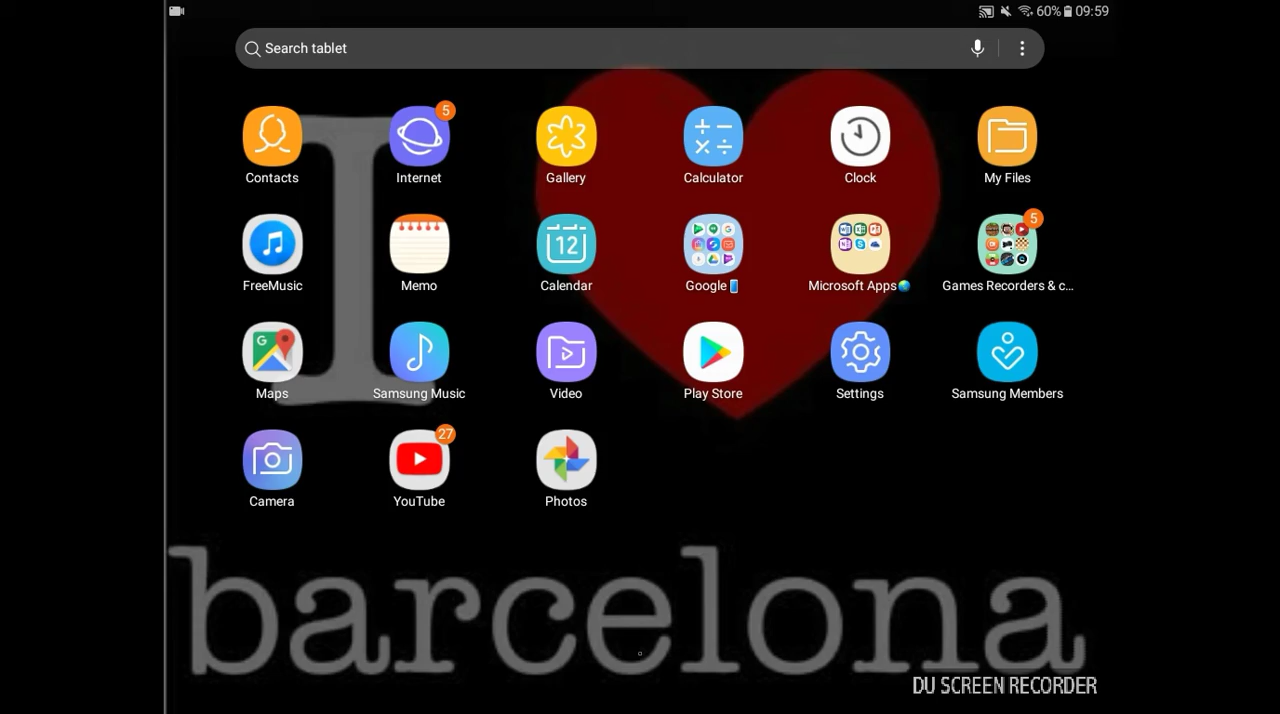 60% 09:59
Search tablet
5
Contacts Internet Gallery Calculator Clock My Files
12 5
FreeMusic Memo Calendar Google Microsoft Apps Games Recorders & c...
G
Maps Samsung Music Video Play Store Settings Samsung Members
27
Camera YouTube Photos
I
barcelona
DU SCREEN RECORDER